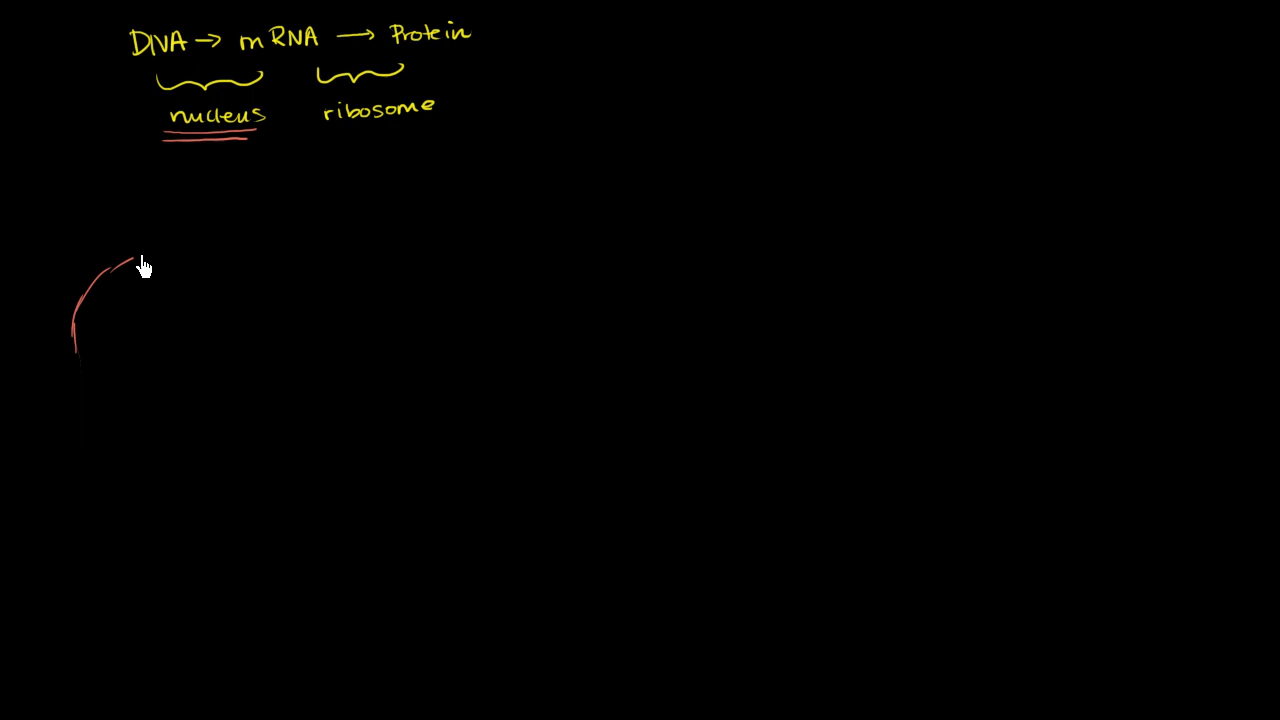 DNA → mRNA → Protein
nucleus ribosome